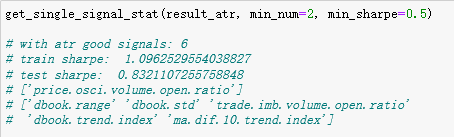 get_single_signal_stat(result_atr, min_num=2, min_sharpe=0.5)
# with atr good signals: 6
# train sharpe:  1.0962529554038827
# test sharpe:  0.8321107255758848
# ['price.osci.volume.open.ratio']
# ['dbook.range' 'dbook.std' 'trade.imb.volume.open.ratio'
#  'dbook.trend.index' 'ma.dif.10.trend.index']